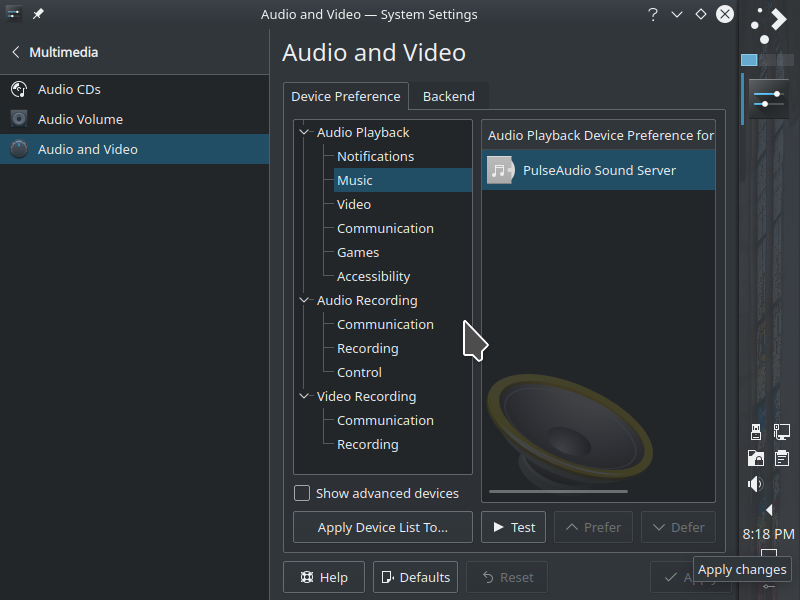 Audio and Video — System Settings
?
Multimedia
Audio CDs
Audio Volume
Audio and Video
Audio and Video
Device Preference
Backend
Audio Playback
Notifications
Music
Video
Communication
Games
Accessibility
Audio Recording
Communication
Recording
Control
Video Recording
Communication
Recording
Audio Playback Device Preference for
PulseAudio Sound Server
Show advanced devices
Apply Device List To...
Test
Prefer
Defer
Help
Defaults
Reset
8:18 PM
Apply changes